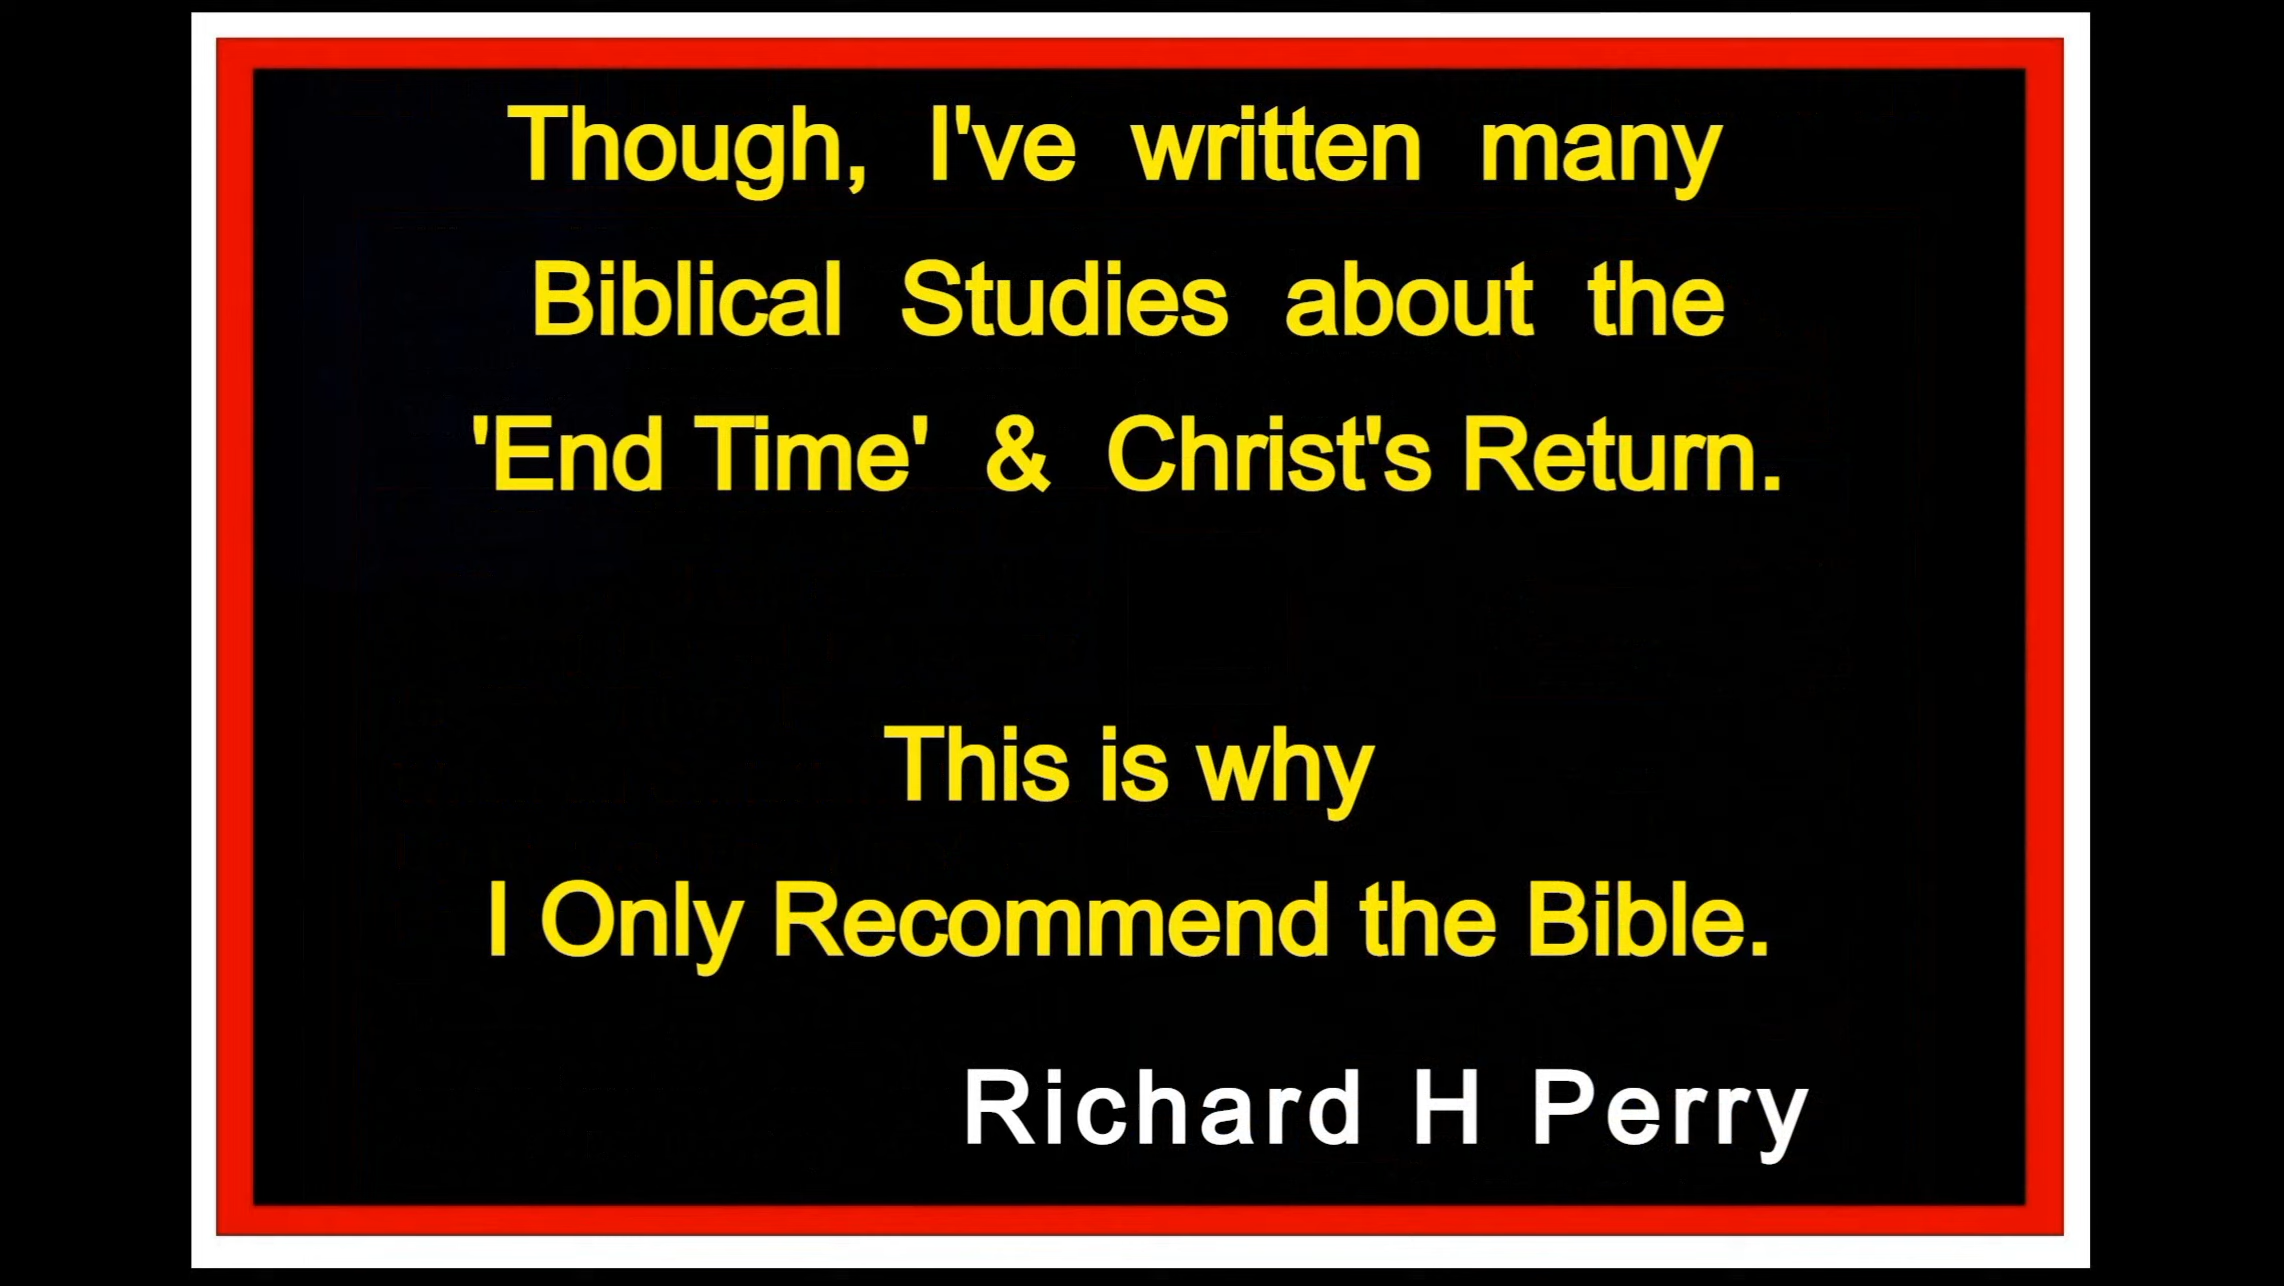 Though, I've written many
Biblical Studies about the
'End Time' & Christ's Return.
This is why
I Only Recommend the Bible.
Richard H Perry